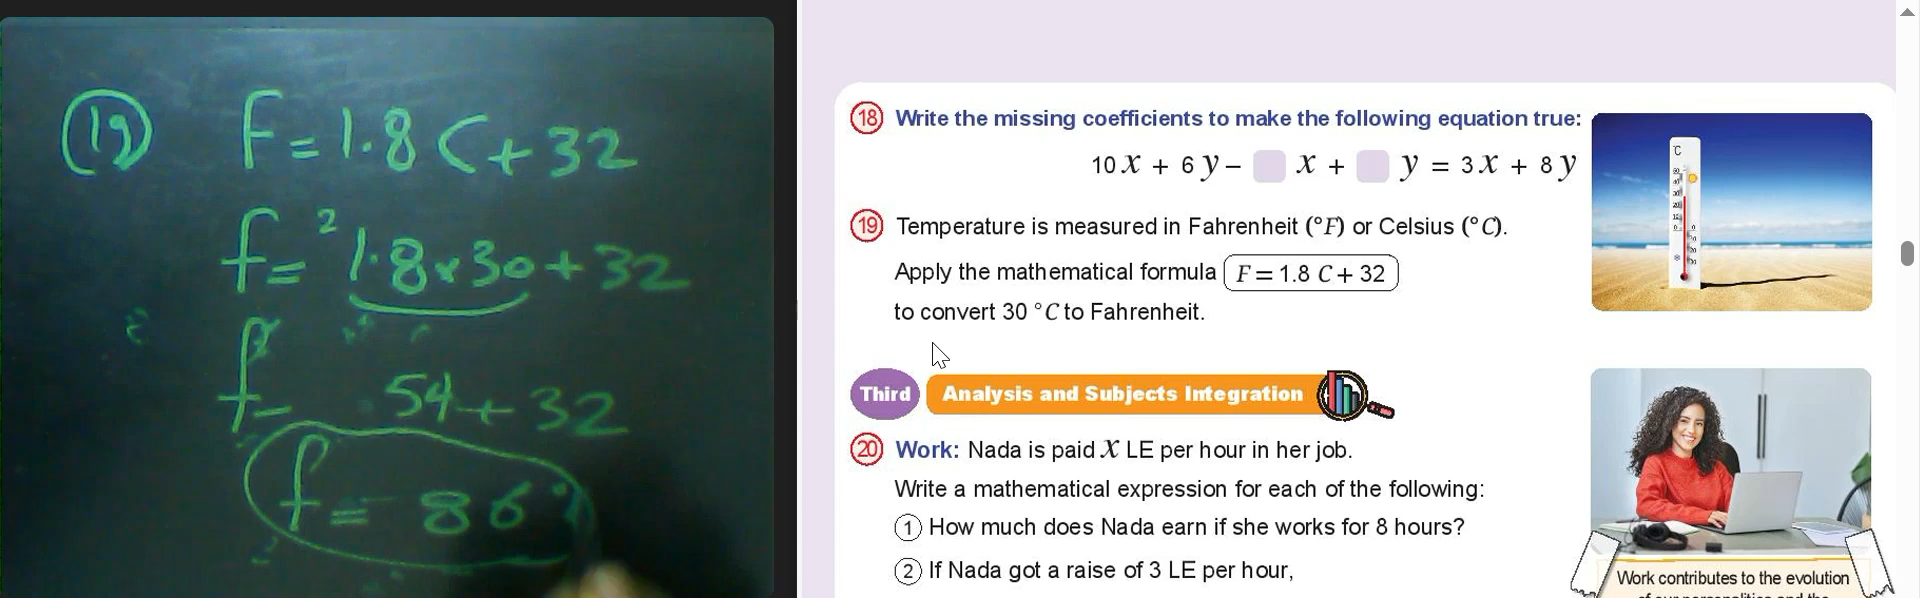 19
F = 1.8 C + 32
f = 1.8 x 30 + 32
2
f = 54 + 32
f = 86°
18 Write the missing coefficients to make the following equation true:
10 x + 6 y – x + y = 3 x + 8 y
°C
19 Temperature is measured in Fahrenheit (°F) or Celsius (°C).
Apply the mathematical formula F = 1.8 C + 32
to convert 30 °C to Fahrenheit.
Third Analysis and Subjects Integration
20 Work: Nada is paid x LE per hour in her job.
Write a mathematical expression for each of the following:
1 How much does Nada earn if she works for 8 hours?
2 If Nada got a raise of 3 LE per hour,
Work contributes to the evolution